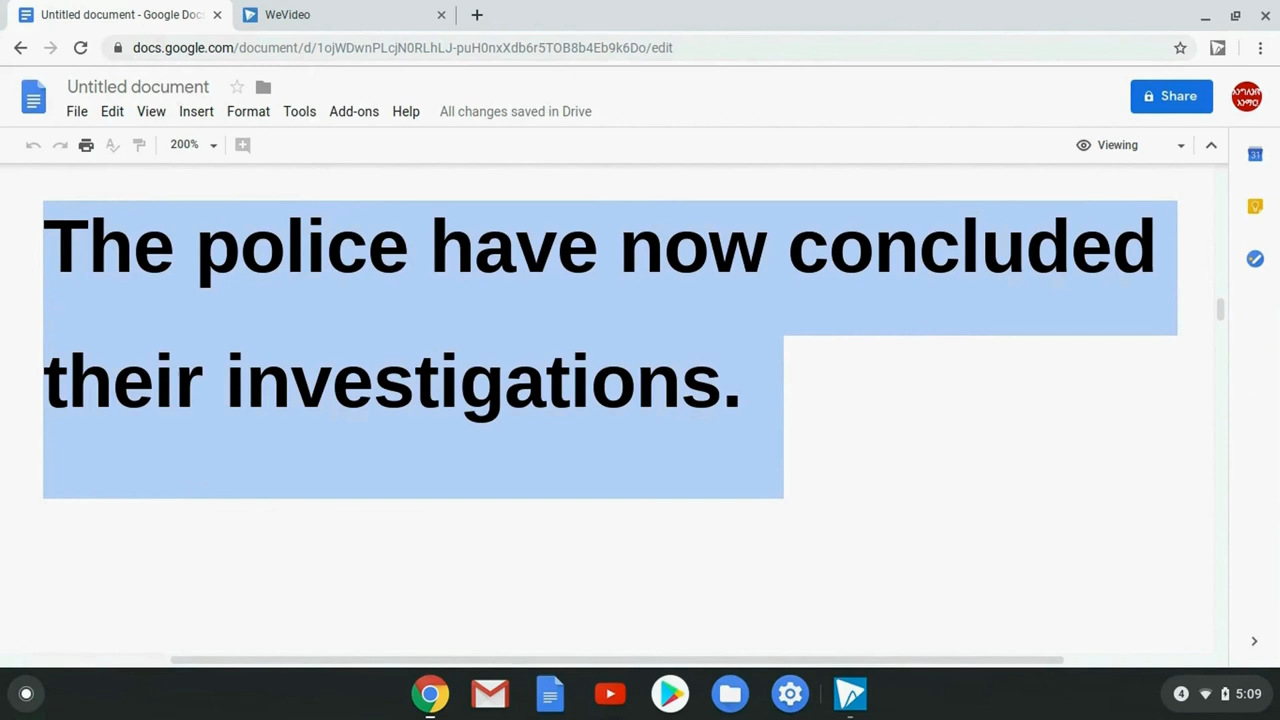 Untitled document - Google Docs
WeVideo
docs.google.com/document/d/1ojWDwnPLcjN0RLhLJ-puH0nxXdb6r5TOB8b4Eb9k6Do/edit
Untitled document
File Edit View Insert Format Tools Add-ons Help All changes saved in Drive
Share
200%
Viewing
31
The police have now concluded
their investigations.
4
5:09